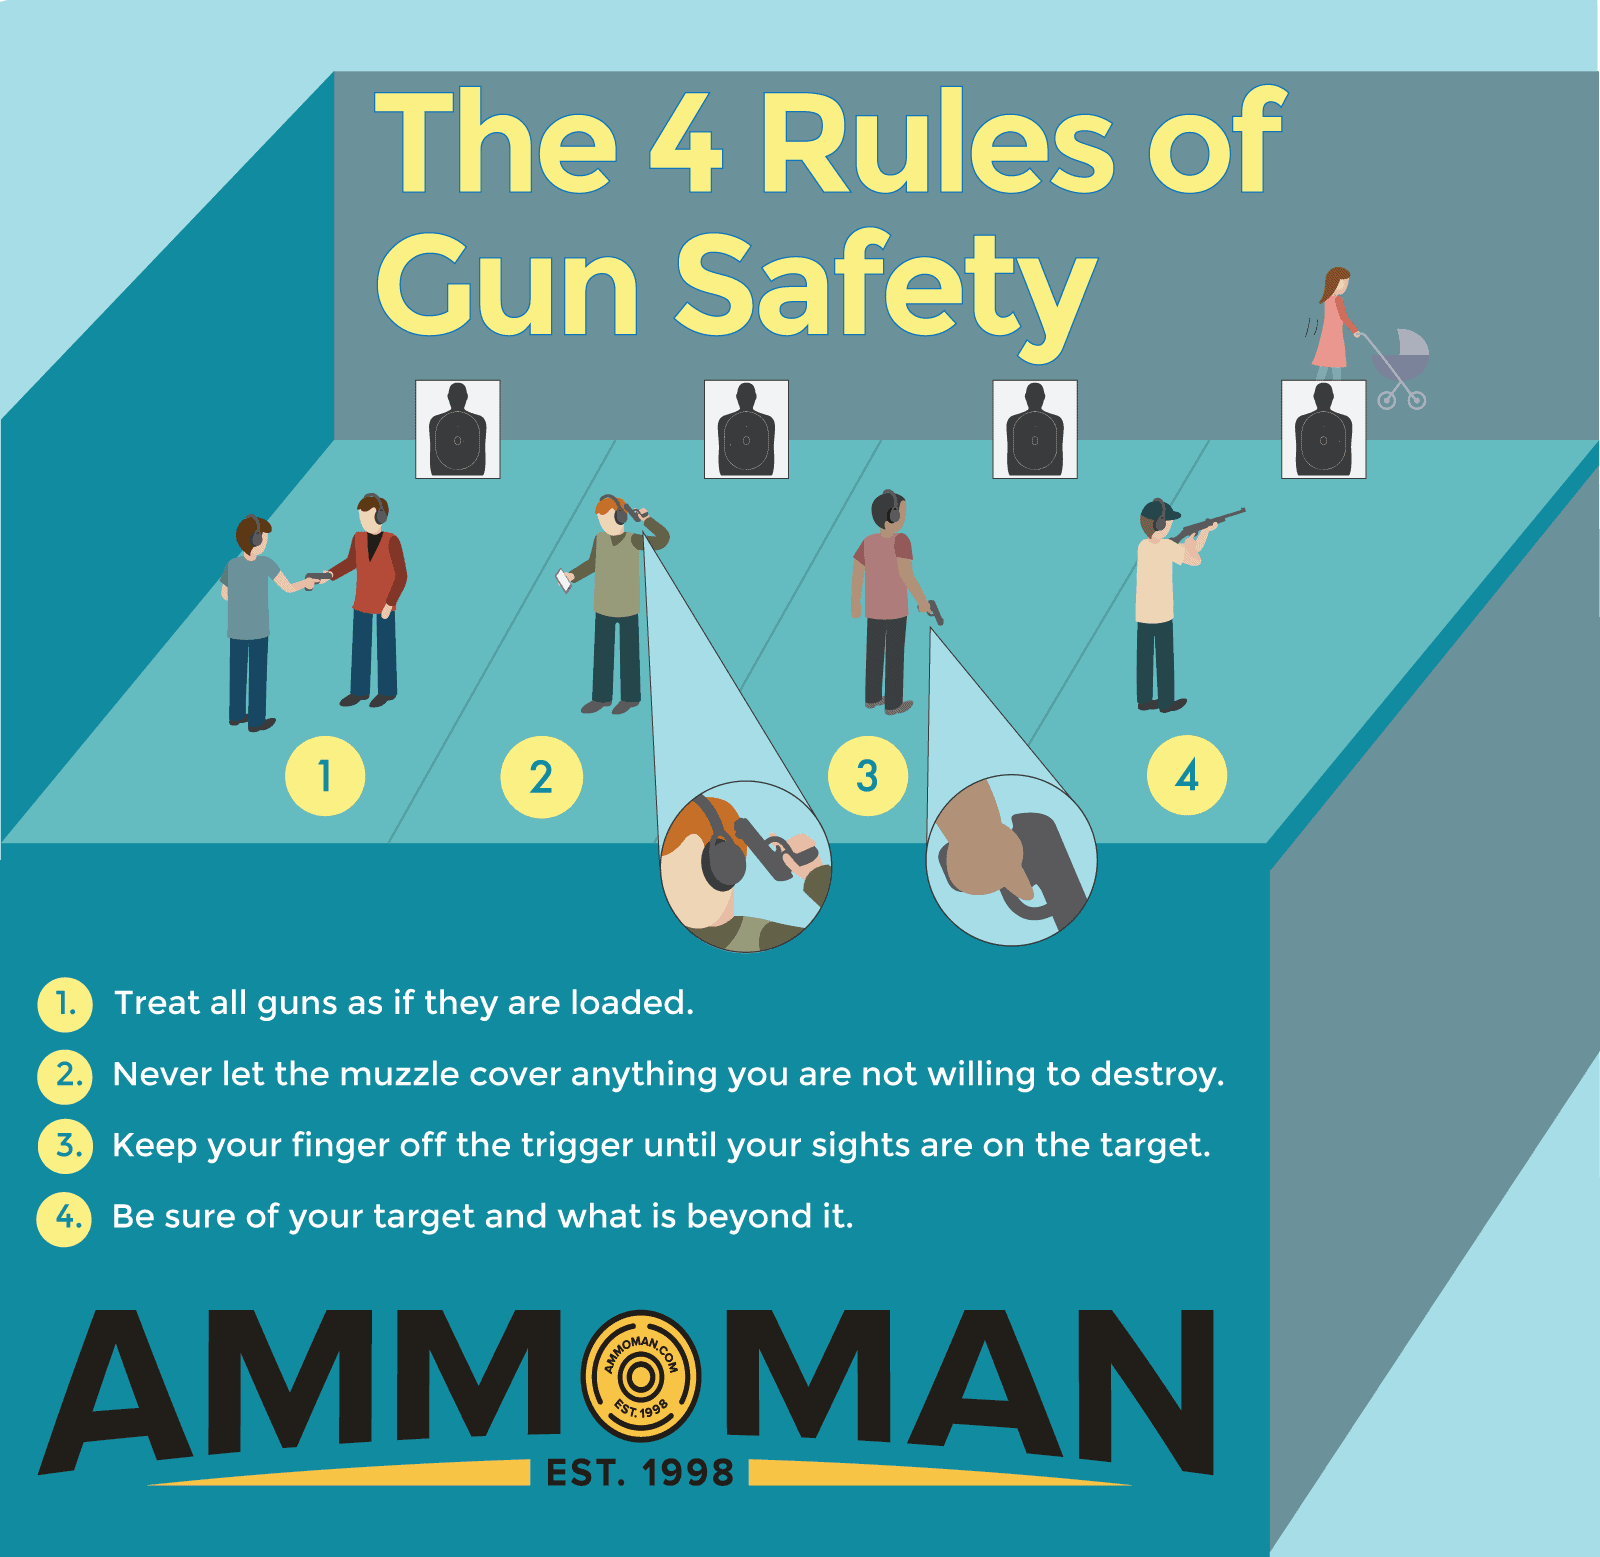 The 4 Rules of
Gun Safety
1
2
3
4
1. Treat all guns as if they are loaded.
2. Never let the muzzle cover anything you are not willing to destroy.
3. Keep your finger off the trigger until your sights are on the target.
4. Be sure of your target and what is beyond it.
AMMOMAN
AMMOMAN.COM
EST. 1998
EST. 1998